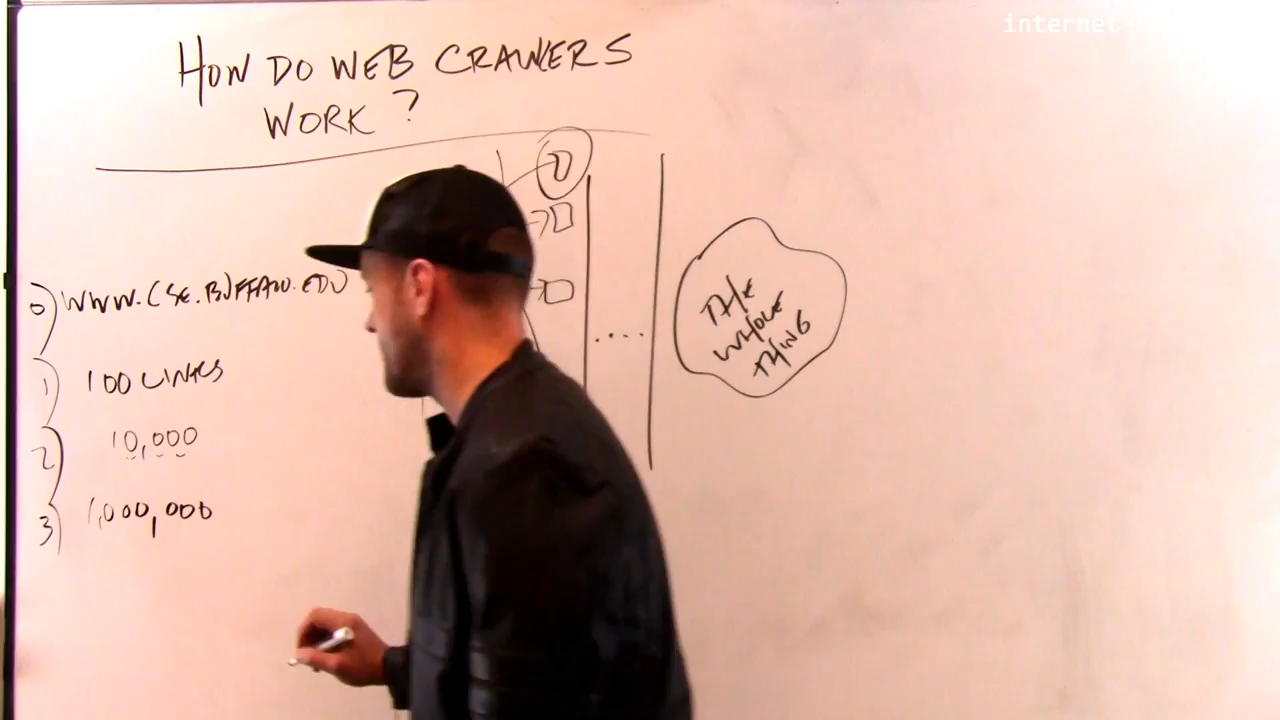 internet-
HOW DO WEB CRAWLERS
WORK?
0) WWW.CSE.BUFFALO.EDU
1) 100 LINKS
2) 10,000
3) 1,000,000
....
THE
WHOLE
THING